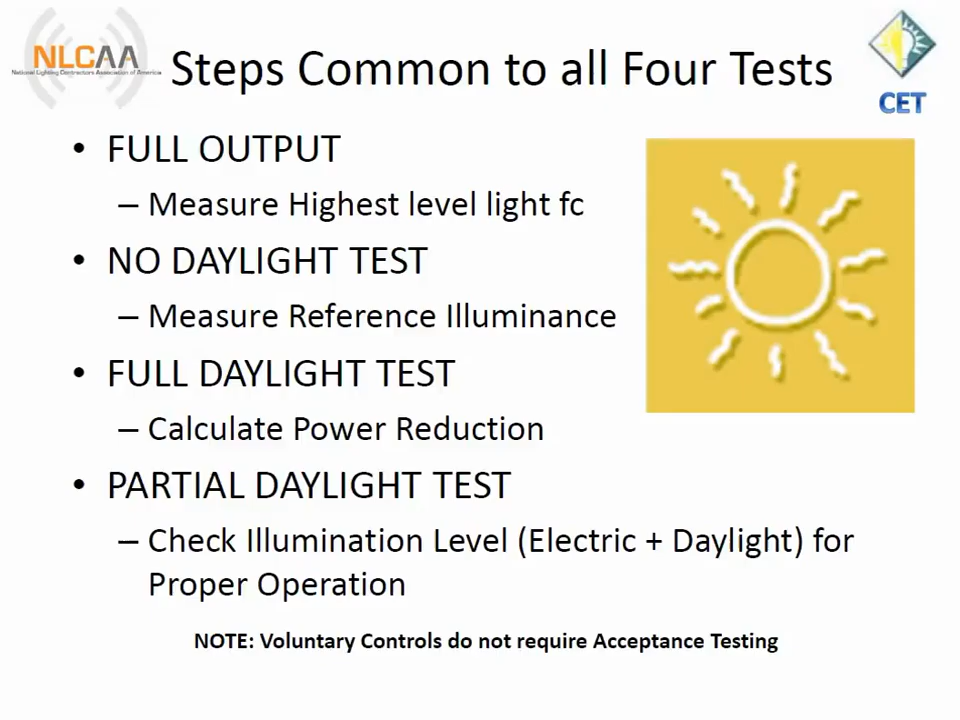 NLCAA
National Lighting Contractors Association of America
Steps Common to all Four Tests
CET
• FULL OUTPUT
– Measure Highest level light fc
• NO DAYLIGHT TEST
– Measure Reference Illuminance
• FULL DAYLIGHT TEST
– Calculate Power Reduction
• PARTIAL DAYLIGHT TEST
– Check Illumination Level (Electric + Daylight) for
Proper Operation
NOTE: Voluntary Controls do not require Acceptance Testing